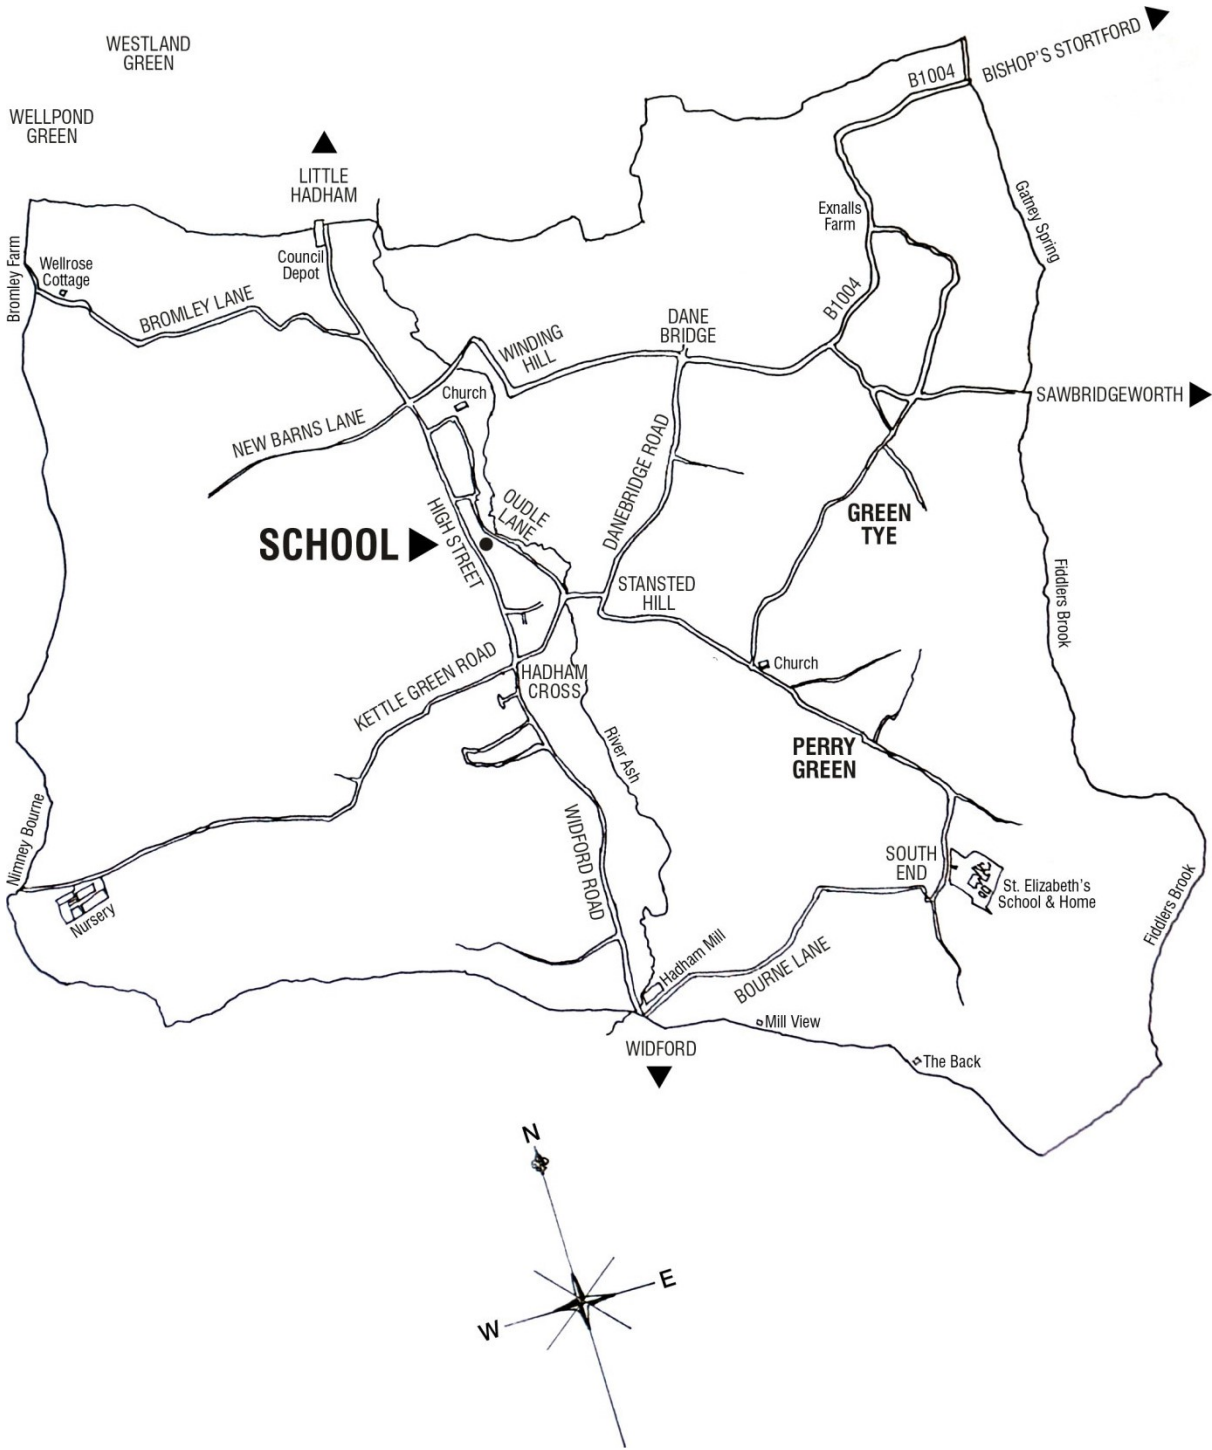 WESTLAND
GREEN
BISHOP'S STORTFORD
B1004
WELLPOND
GREEN
LITTLE
HADHAM
Gatney Spring
Exnalls
Farm
Bromley Farm
Wellrose
Cottage
Council
Depot
BROMLEY LANE
B1004
DANE
BRIDGE
WINDING
HILL
Church
SAWBRIDGEWORTH
NEW BARNS LANE
DANEBRIDGE ROAD
OUDLE
LANE
HIGH STREET
GREEN
TYE
SCHOOL
STANSTED
HILL
Fiddlers Brook
KETTLE GREEN ROAD
HADHAM
CROSS
Church
River Ash
PERRY
GREEN
Nimney Bourne
WIDFORD ROAD
SOUTH
END
St. Elizabeth's
School & Home
Nursery
Fiddlers Brook
Hadham Mill
BOURNE LANE
Mill View
WIDFORD
The Back
N
E
W